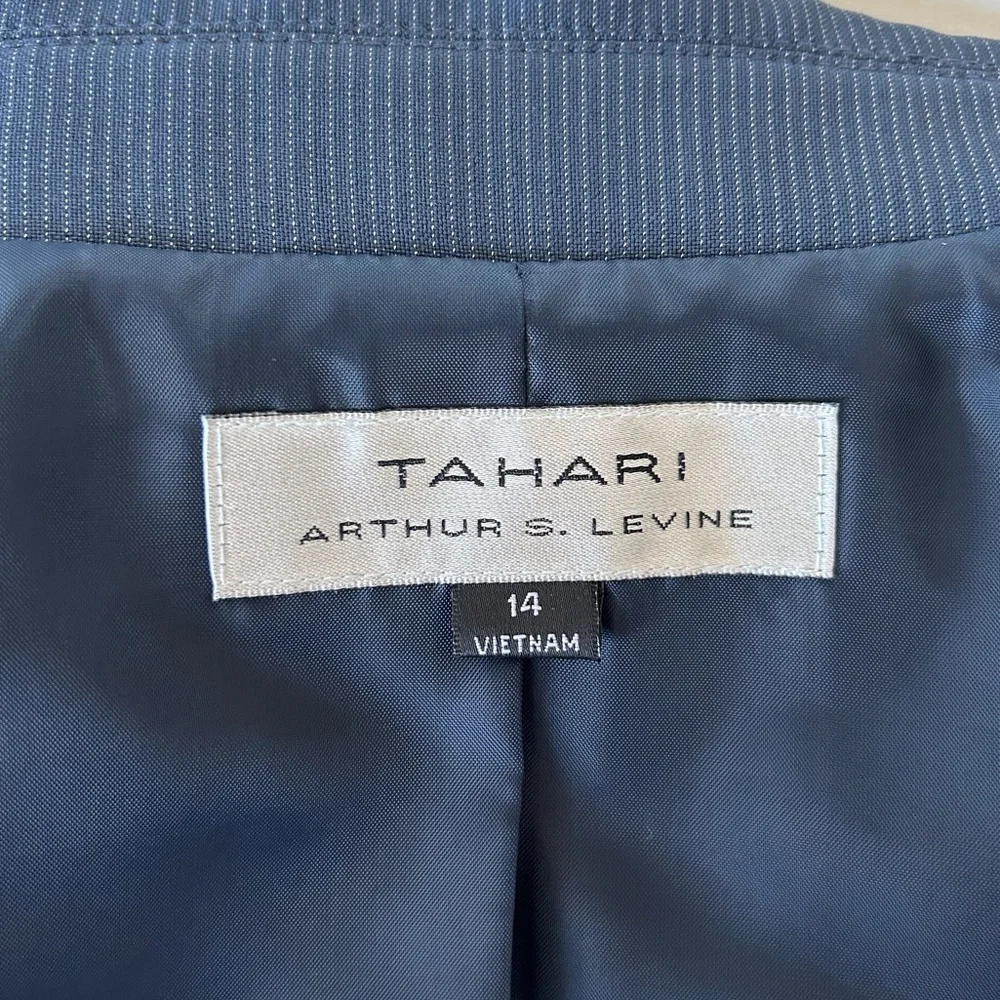 TAHARI
ARTHUR S. LEVINE
14
VIETNAM